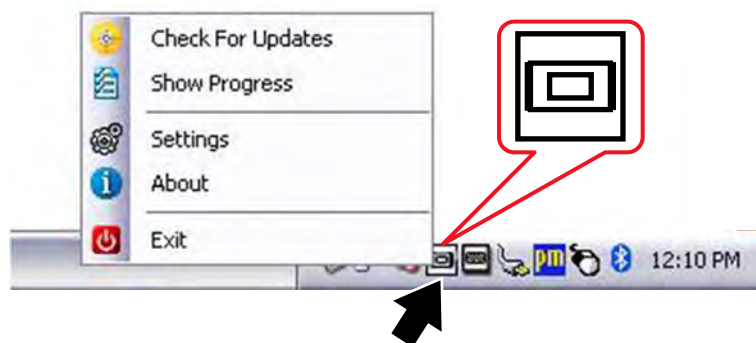 Check For Updates
Show Progress
Settings
About
Exit
pm 12:10 PM